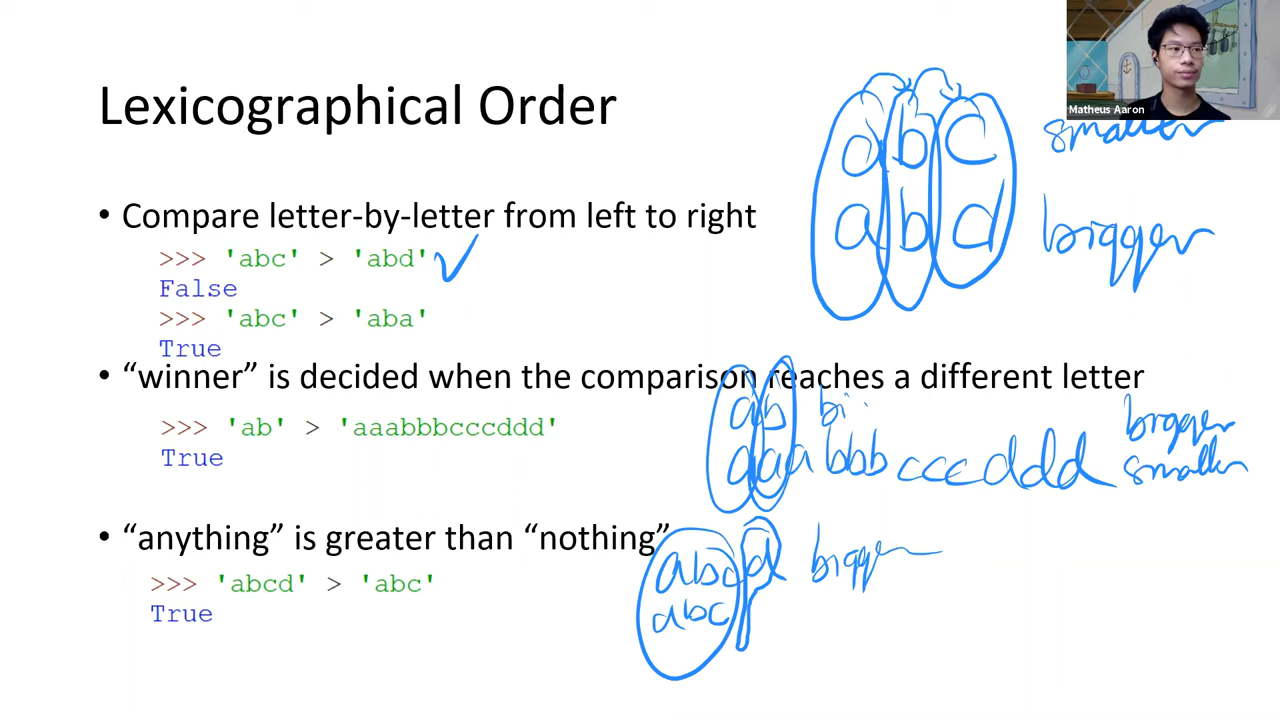 Matheus Aaron
Lexicographical Order
abc smaller
abd bigger
• Compare letter-by-letter from left to right
>>> 'abc' > 'abd'
False
>>> 'abc' > 'aba'
True
• “winner” is decided when the comparison reaches a different letter
ab bi bigger
>>> 'ab' > 'aaabbbcccddd'
True
aaabbbcccddd smaller
• “anything” is greater than “nothing”
abcd bigger
>>> 'abcd' > 'abc'
True
abc